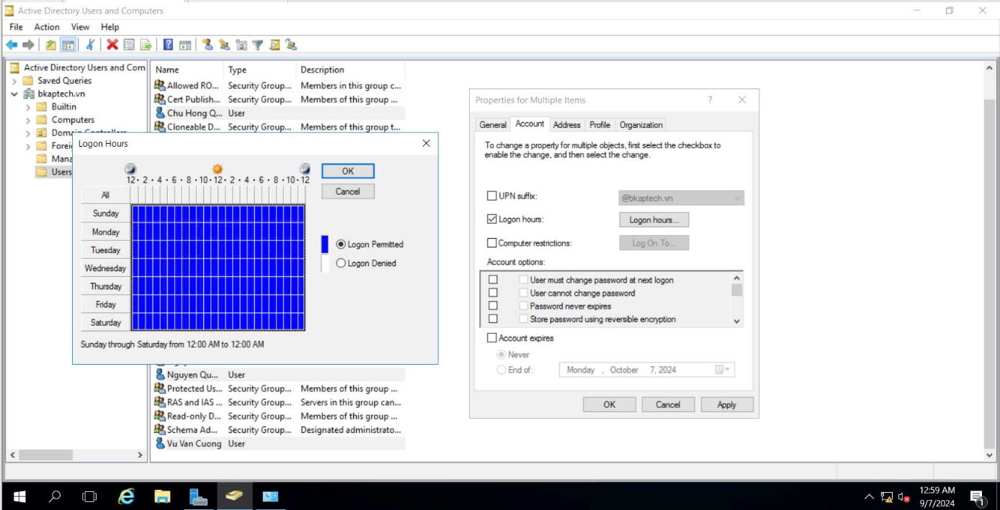 Active Directory Users and Computers
File Action View Help
Active Directory Users and Com
Saved Queries
bkaptech.vn
Builtin
Computers
Domain Controllers
Forei
Mana
Users
Name Type Description
Allowed RO... Security Group... Members in this group c...
Cert Publish... Security Group... Members of this group ...
Chu Hong Q... User
Cloneable D... Security Group... Members of this group t...
Nguyen Qu... User
Protected Us... Security Group... Members of this group ...
RAS and IAS ... Security Group... Servers in this group can...
Read-only D... Security Group... Members of this group ...
Schema Ad... Security Group... Designated administrato...
Vu Van Cuong User
Logon Hours
12 · 2 · 4 · 6 · 8 · 10 · 12 · 2 · 4 · 6 · 8 · 10 · 12
All
Sunday
Monday
Tuesday
Wednesday
Thursday
Friday
Saturday
OK
Cancel
Logon Permitted
Logon Denied
Sunday through Saturday from 12:00 AM to 12:00 AM
Properties for Multiple Items ?
General Account Address Profile Organization
To change a property for multiple objects, first select the checkbox to
enable the change, and then select the change.
UPN suffix: @bkaptech.vn
Logon hours: Logon hours...
Computer restrictions: Log On To...
Account options:
User must change password at next logon
User cannot change password
Password never expires
Store password using reversible encryption
Account expires
Never
End of: Monday , October 7, 2024
OK Cancel Apply
12:59 AM
9/7/2024
1